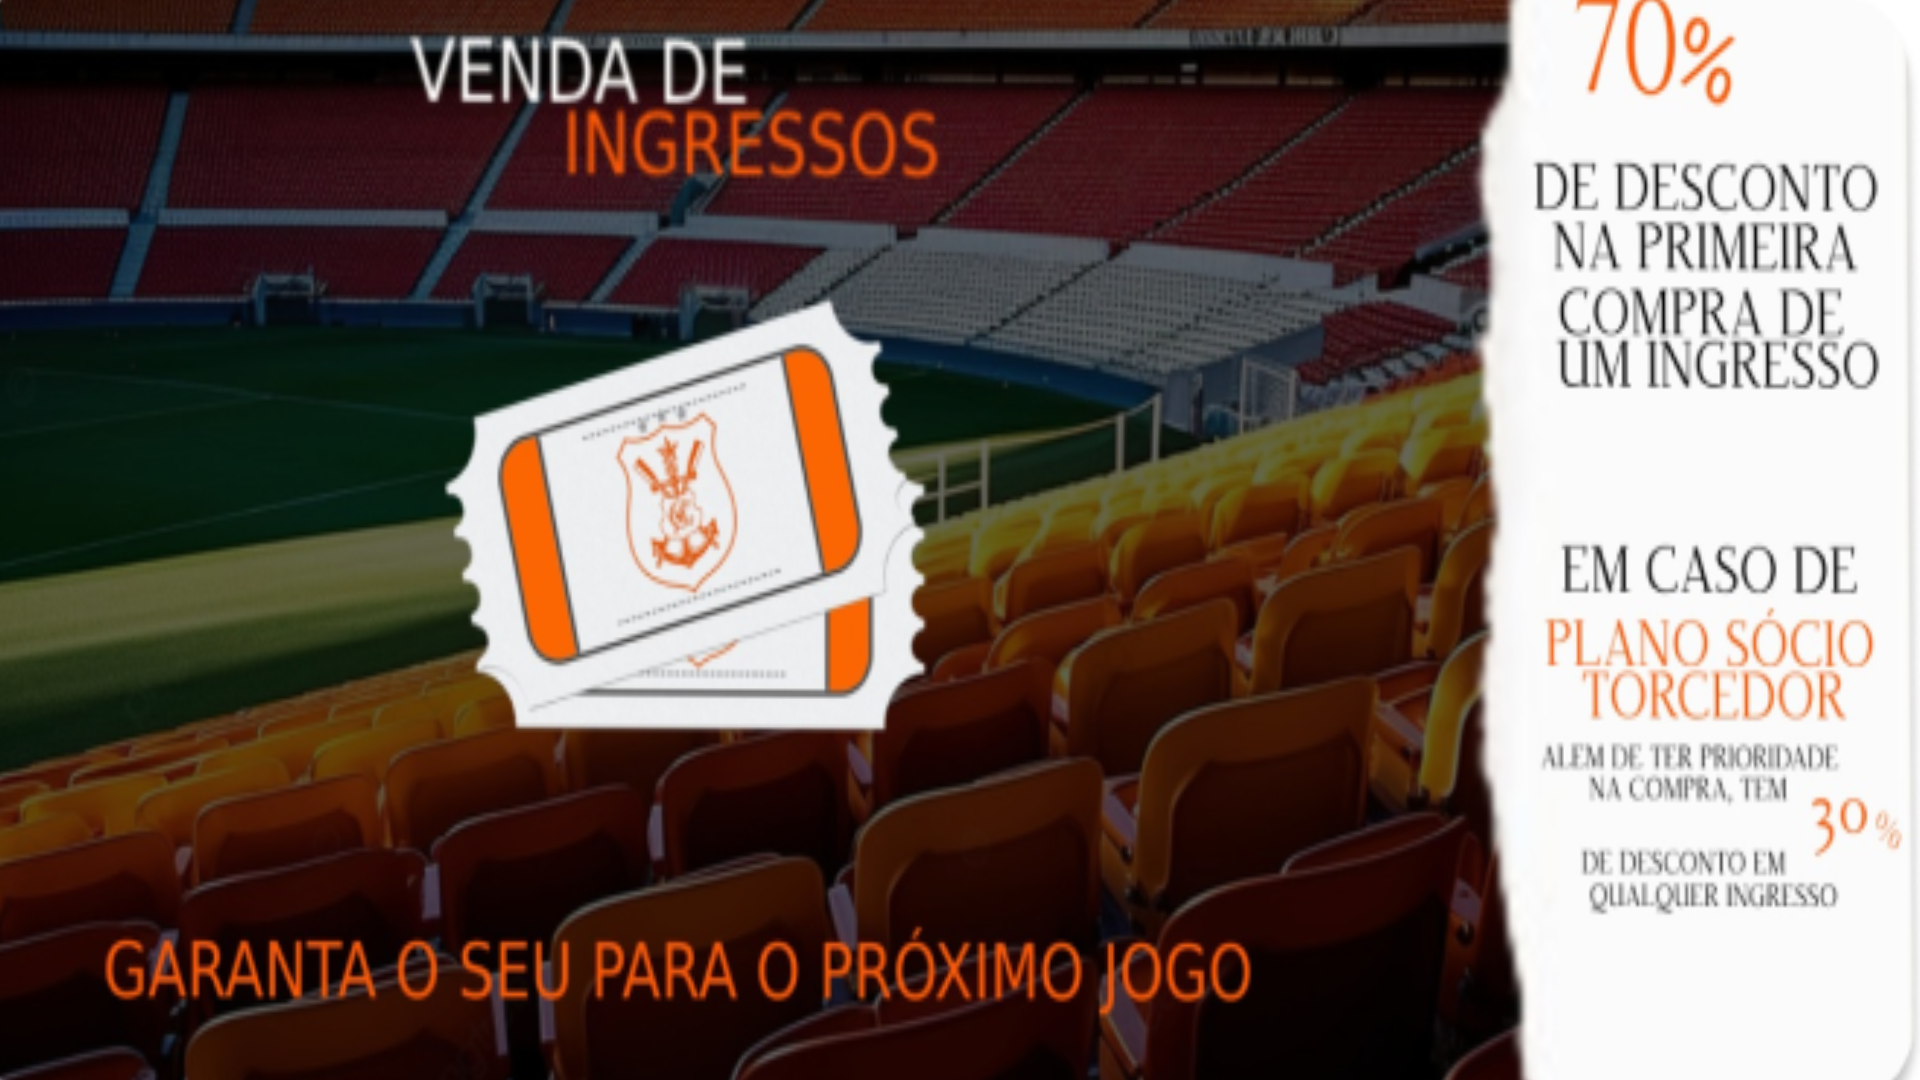 VENDA DE
INGRESSOS
GARANTA O SEU PARA O PRÓXIMO JOGO
70%
DE DESCONTO
NA PRIMEIRA
COMPRA DE
UM INGRESSO
EM CASO DE
PLANO SÓCIO
TORCEDOR
ALEM DE TER PRIORIDADE
NA COMPRA, TEM
30%
DE DESCONTO EM
QUALQUER INGRESSO